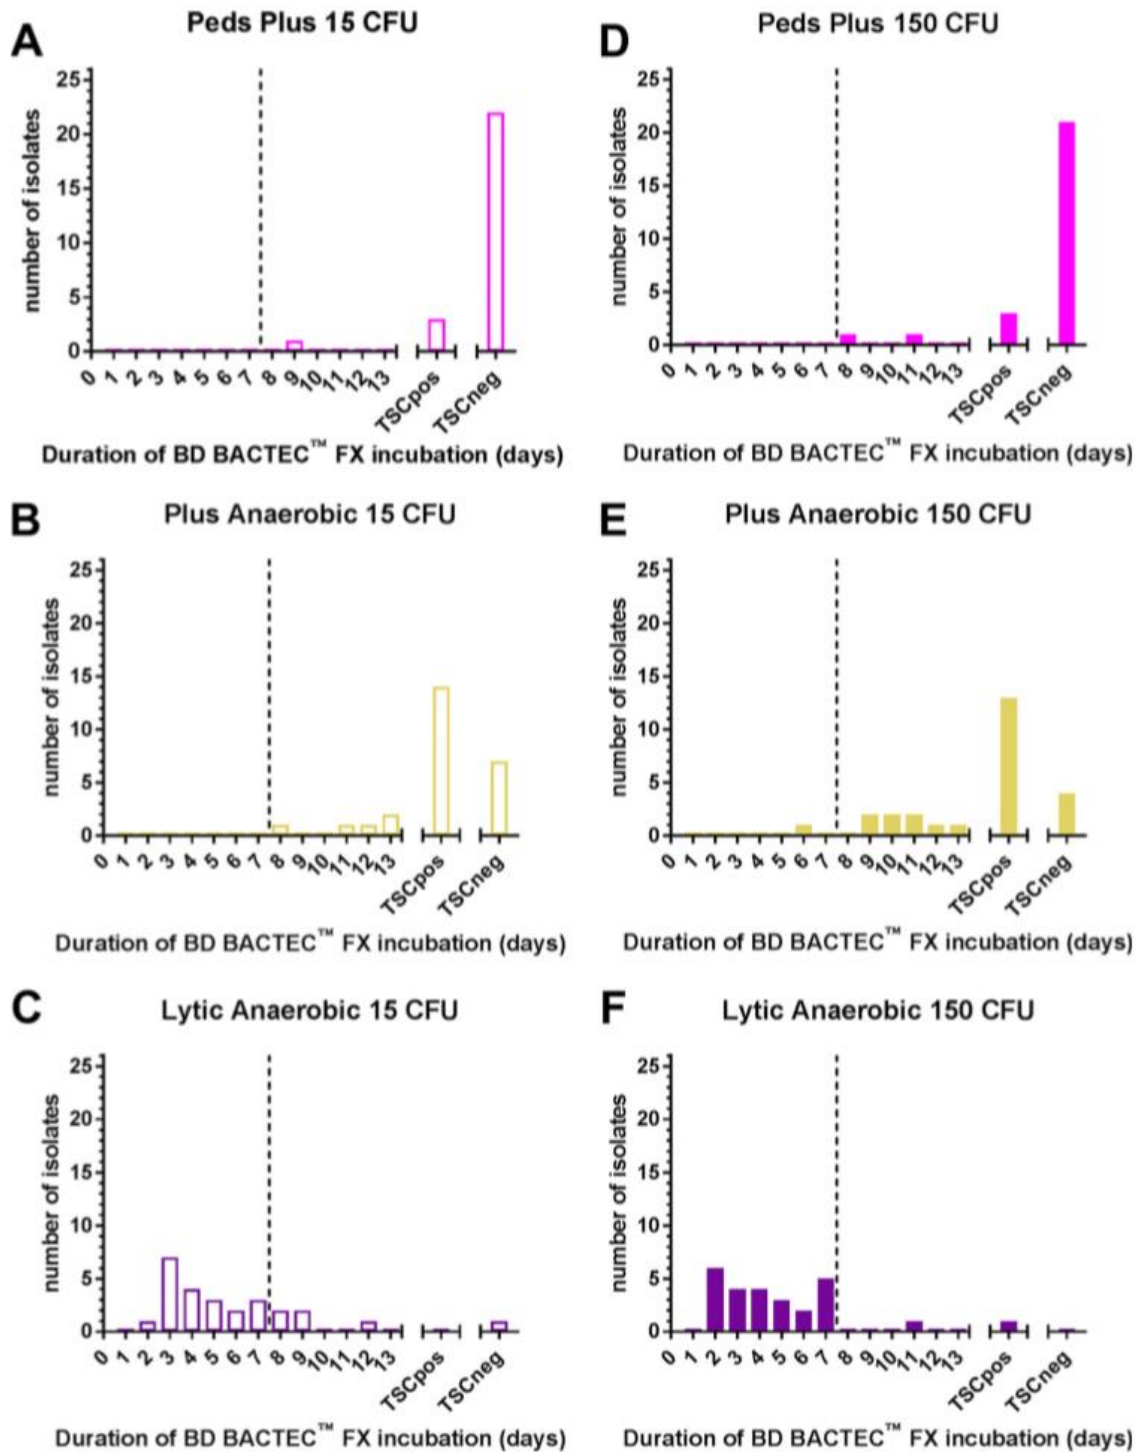 A
Peds Plus 15 CFU
number of isolates
25
20
15
10
5
0
0 1 2 3 4 5 6 7 8 9 10 11 12 13 TSCpos TSCneg
Duration of BD BACTEC™ FX incubation (days)
D
Peds Plus 150 CFU
number of isolates
25
20
15
10
5
0
0 1 2 3 4 5 6 7 8 9 10 11 12 13 TSCpos TSCneg
Duration of BD BACTEC™ FX incubation (days)
B
Plus Anaerobic 15 CFU
number of isolates
25
20
15
10
5
0
0 1 2 3 4 5 6 7 8 9 10 11 12 13 TSCpos TSCneg
Duration of BD BACTEC™ FX incubation (days)
E
Plus Anaerobic 150 CFU
number of isolates
25
20
15
10
5
0
0 1 2 3 4 5 6 7 8 9 10 11 12 13 TSCpos TSCneg
Duration of BD BACTEC™ FX incubation (days)
C
Lytic Anaerobic 15 CFU
number of isolates
25
20
15
10
5
0
0 1 2 3 4 5 6 7 8 9 10 11 12 13 TSCpos TSCneg
Duration of BD BACTEC™ FX incubation (days)
F
Lytic Anaerobic 150 CFU
number of isolates
25
20
15
10
5
0
0 1 2 3 4 5 6 7 8 9 10 11 12 13 TSCpos TSCneg
Duration of BD BACTEC™ FX incubation (days)